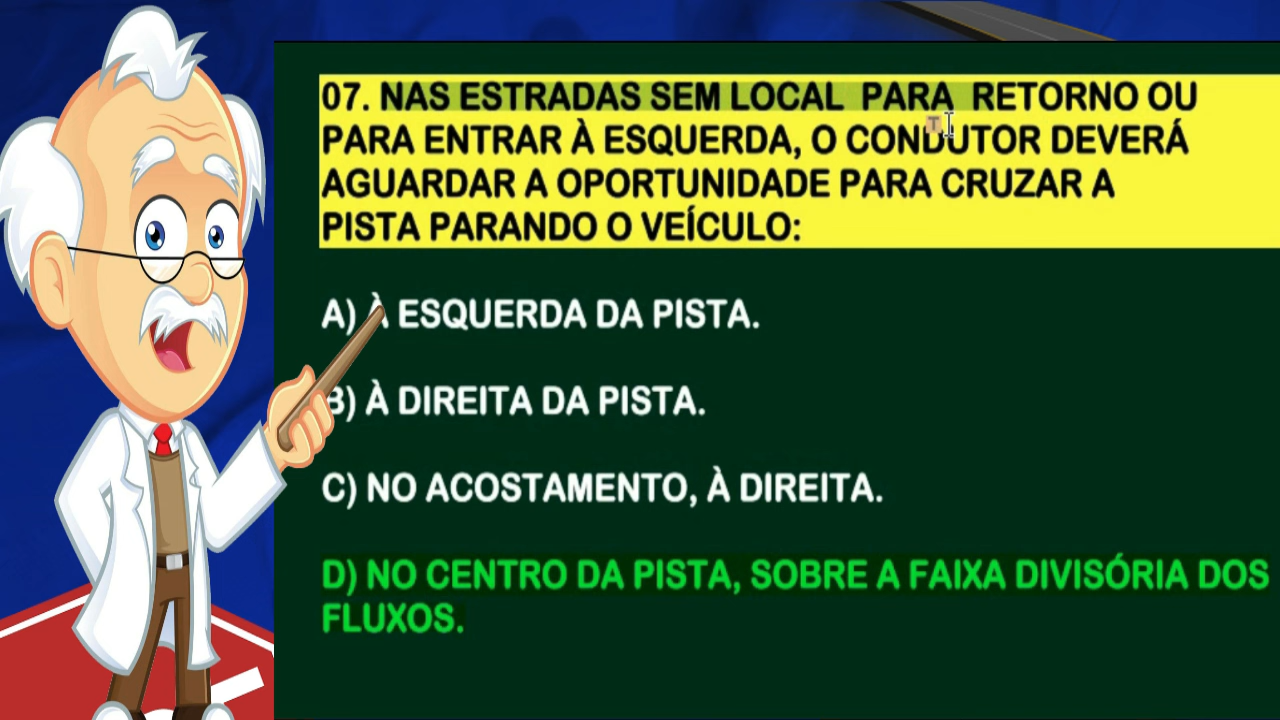 07. NAS ESTRADAS SEM LOCAL PARA RETORNO OU
PARA ENTRAR À ESQUERDA, O CONDUTOR DEVERÁ
AGUARDAR A OPORTUNIDADE PARA CRUZAR A
PISTA PARANDO O VEÍCULO:
A) À ESQUERDA DA PISTA.
B) À DIREITA DA PISTA.
C) NO ACOSTAMENTO, À DIREITA.
D) NO CENTRO DA PISTA, SOBRE A FAIXA DIVISÓRIA DOS
FLUXOS.